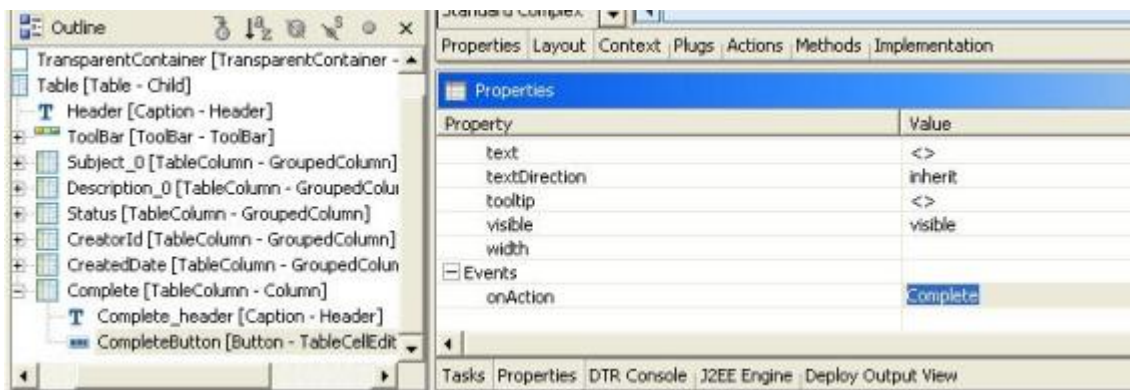 Outline
TransparentContainer [TransparentContainer -
Table [Table - Child]
Header [Caption - Header]
ToolBar [ToolBar - ToolBar]
Subject_0 [TableColumn - GroupedColumn]
Description_0 [TableColumn - GroupedColu
Status [TableColumn - GroupedColumn]
CreatorId [TableColumn - GroupedColumn]
CreatedDate [TableColumn - GroupedColun
Complete [TableColumn - Column]
Complete_header [Caption - Header]
CompleteButton [Button - TableCellEdit
Standard Complex
Properties Layout Context Plugs Actions Methods Implementation
Properties
Property Value
text <>
textDirection inherit
tooltip <>
visible visible
width
Events
onAction Complete
Tasks Properties DTR Console J2EE Engine Deploy Output View